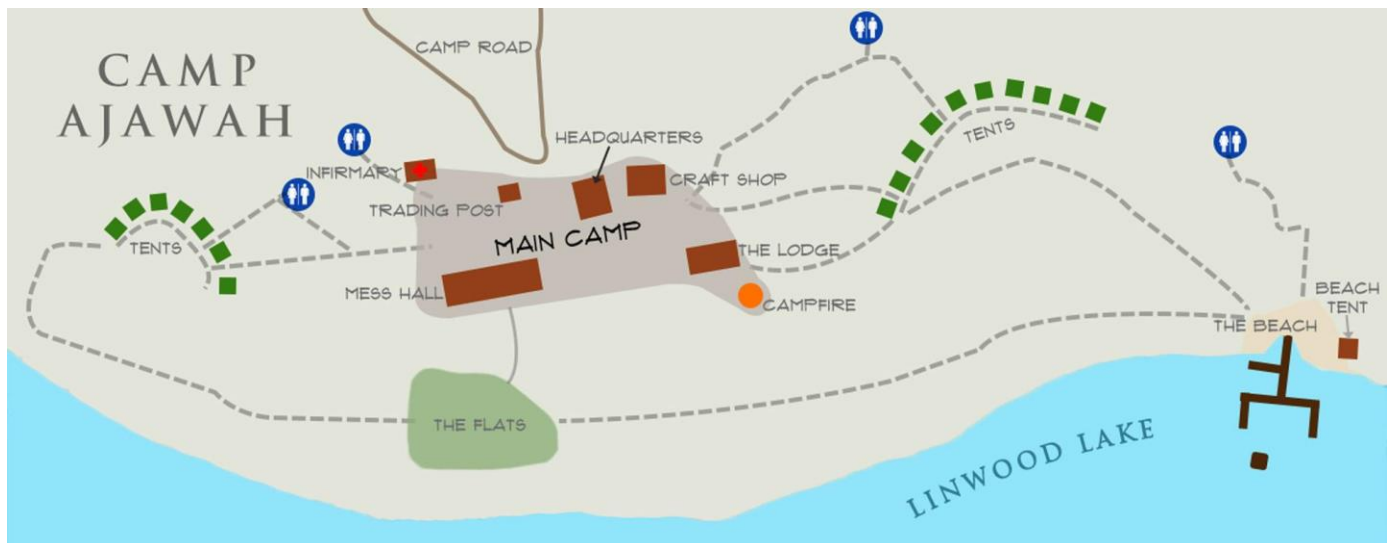 CAMP
AJAWAH
CAMP ROAD
HEADQUARTERS
INFIRMARY
CRAFT SHOP
TRADING POST
MAIN CAMP
TENTS
TENTS
THE LODGE
MESS HALL
CAMPFIRE
BEACH
TENT
THE BEACH
THE FLATS
LINWOOD LAKE